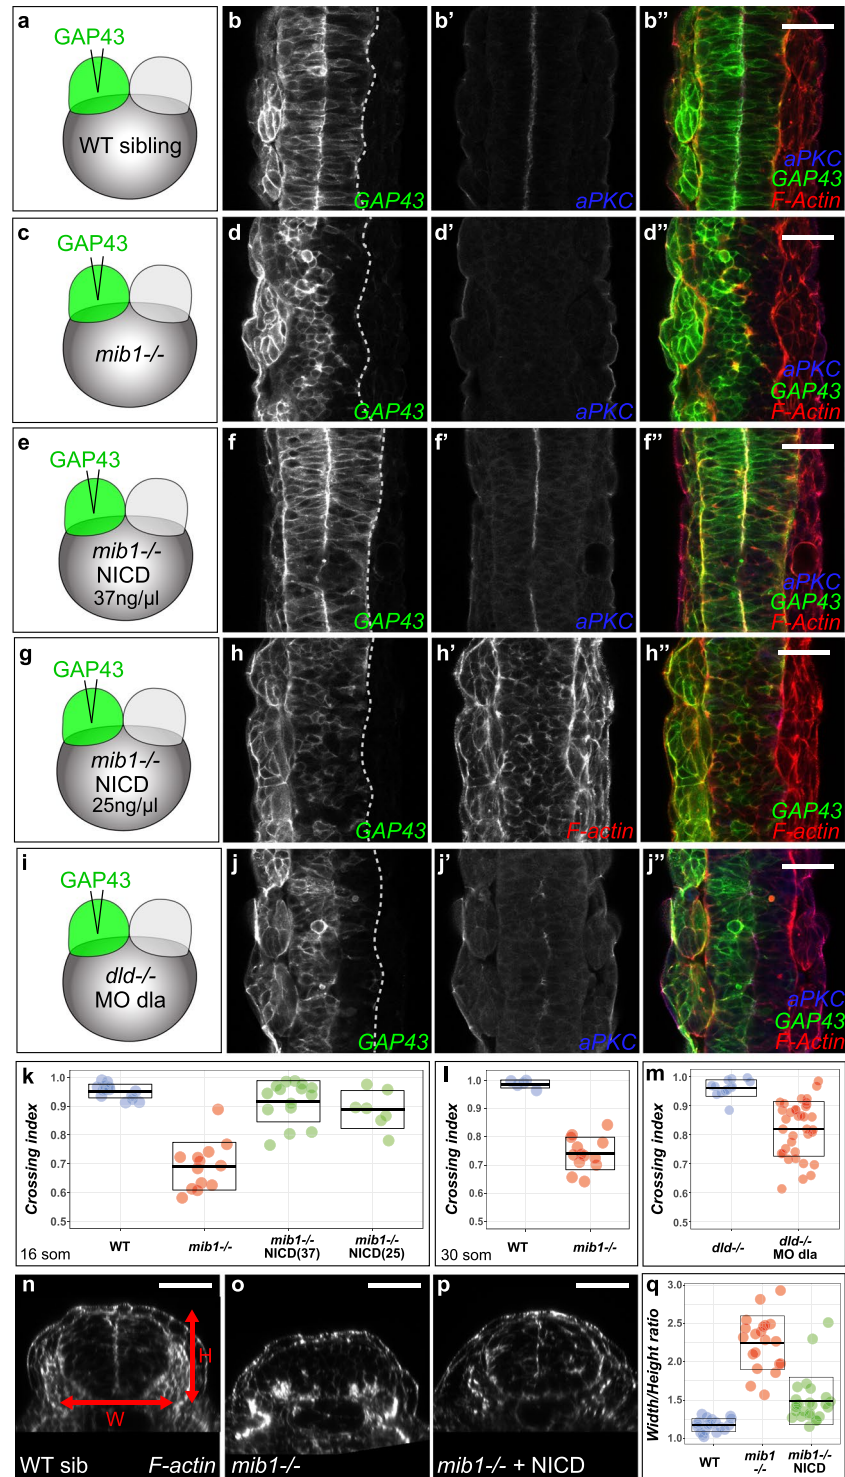 a
GAP43
WT sibling
b
GAP43
b'
aPKC
b''
aPKC
GAP43
F-Actin
c
GAP43
mib1-/-
d
GAP43
d'
aPKC
d''
aPKC
GAP43
F-Actin
e
GAP43
mib1-/-
NICD
37ng/µl
f
GAP43
f'
aPKC
f''
aPKC
GAP43
F-Actin
g
GAP43
mib1-/-
NICD
25ng/µl
h
GAP43
h'
F-actin
h''
GAP43
F-actin
i
GAP43
dld-/-
MO dla
j
GAP43
j'
aPKC
j''
aPKC
GAP43
F-Actin
k
Crossing index
1.0
0.9
0.8
0.7
0.6
0.5
16 som
WT
mib1-/-
mib1-/-
NICD(37)
mib1-/-
NICD(25)
l
Crossing index
1.0
0.9
0.8
0.7
0.6
0.5
30 som
WT
mib1-/-
m
Crossing index
1.0
0.9
0.8
0.7
0.6
0.5
dld-/-
dld-/-
MO dla
n
H
W
WT sib
F-actin
o
mib1-/-
p
mib1-/- + NICD
q
Width/Height ratio
3.0
2.5
2.0
1.5
1.0
WT
mib1
-/-
mib1-/-
NICD